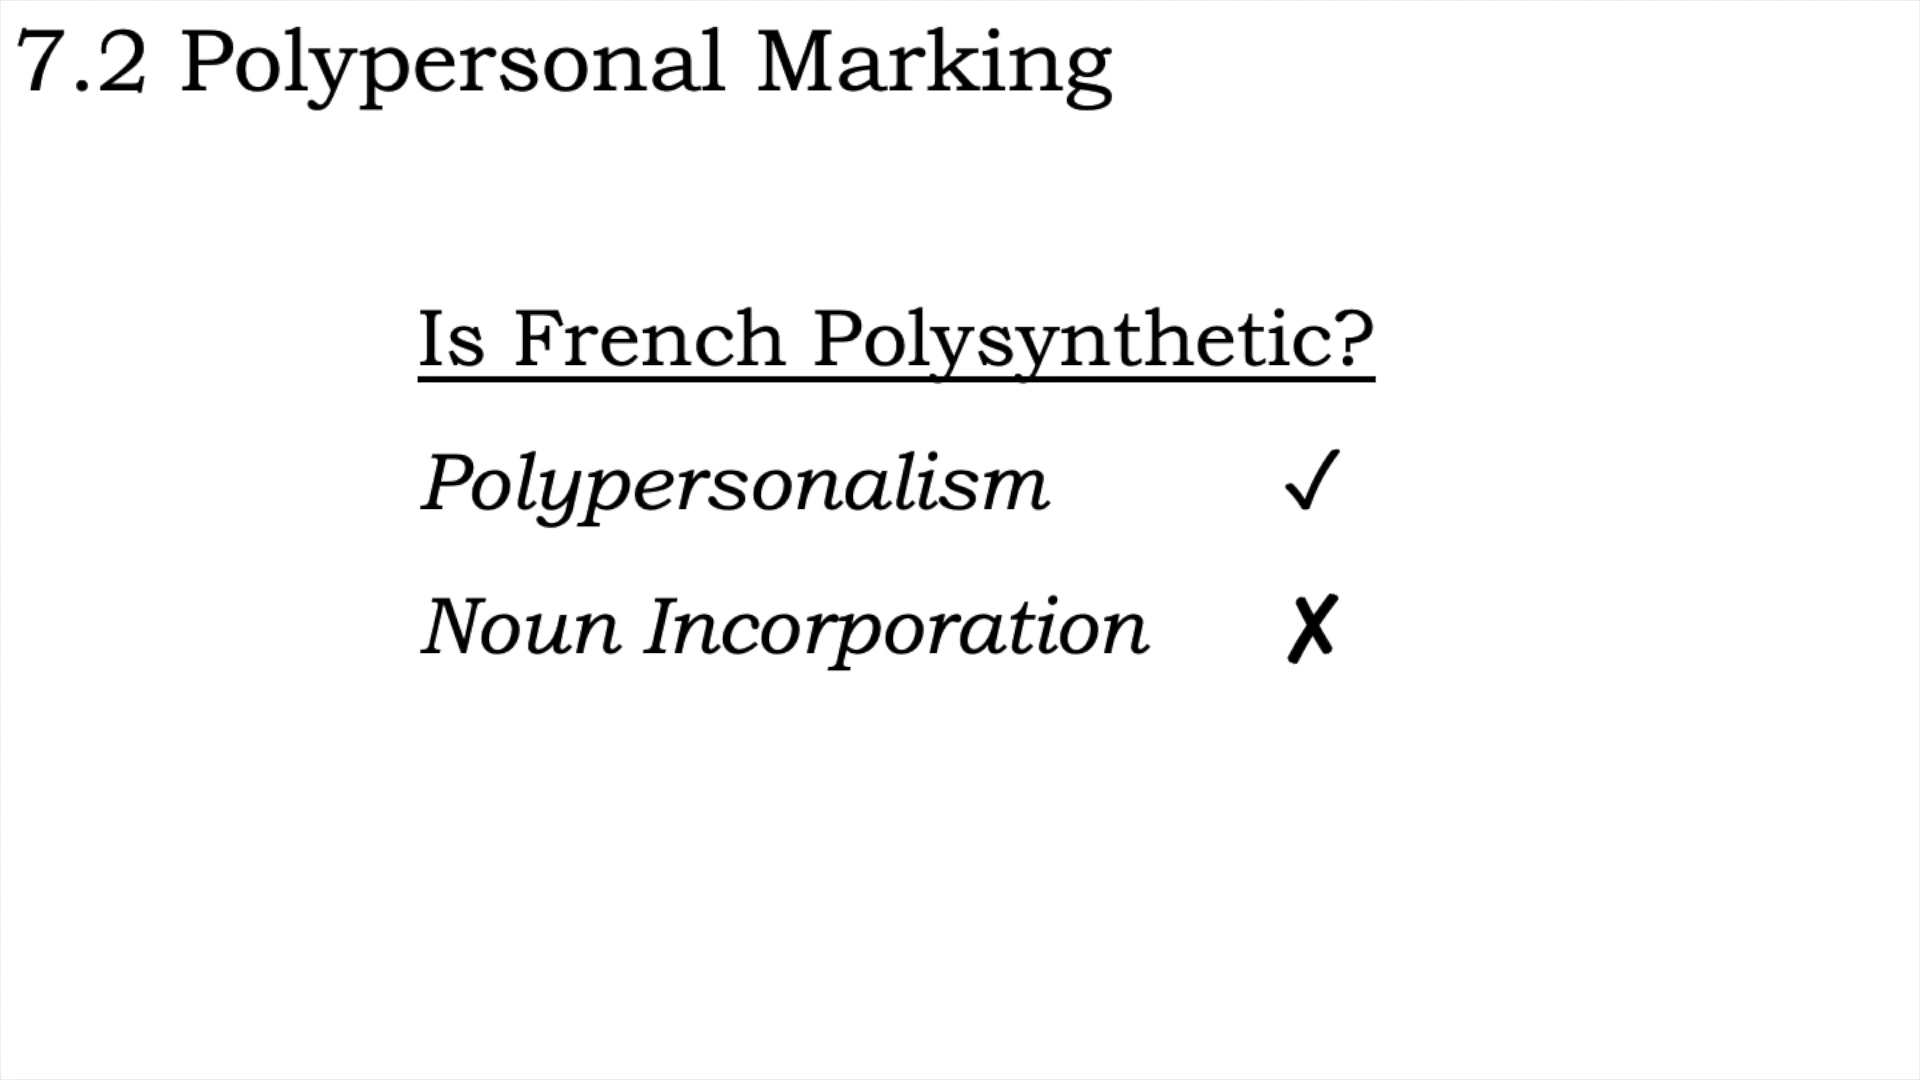 7.2 Polypersonal Marking
Is French Polysynthetic?
Polypersonalism ✓
Noun Incorporation ✗